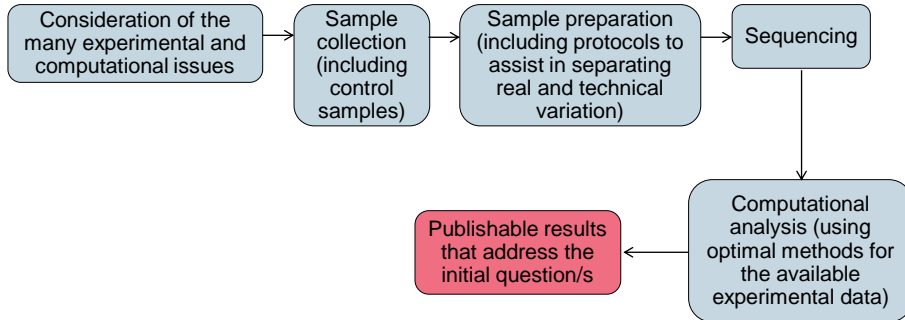 Consideration of the
many experimental and
computational issues
Sample
collection
(including
control
samples)
Sample preparation
(including protocols to
assist in separating
real and technical
variation)
Sequencing
Computational
analysis (using
optimal methods for
the available
experimental data)
Publishable results
that address the
initial question/s